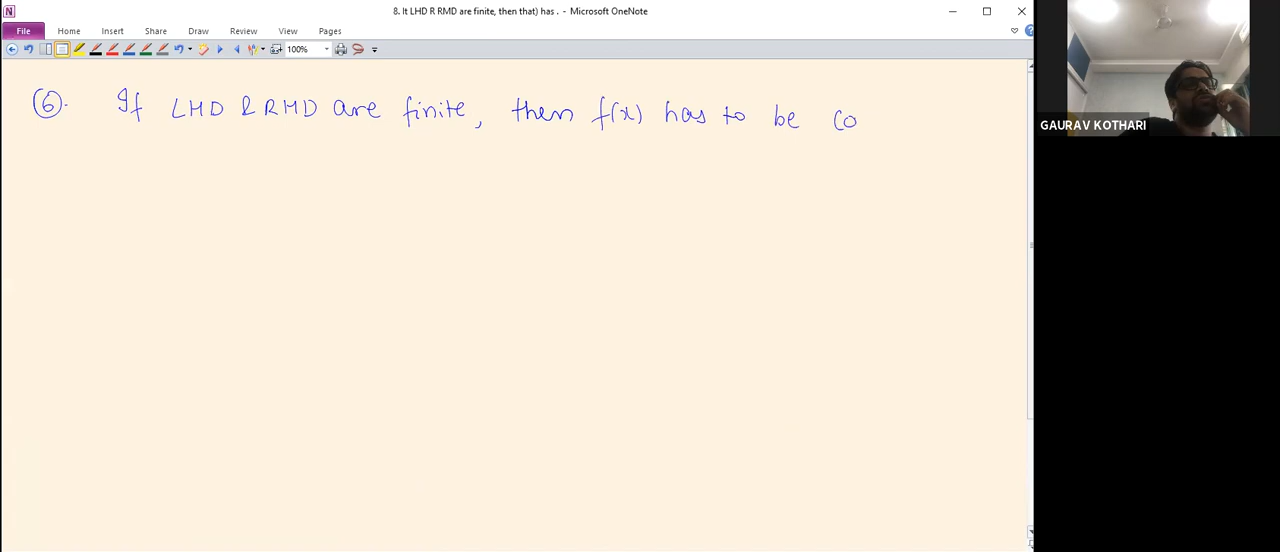 8. It LHD R RMD are finite, then that) has . - Microsoft OneNote
File Home Insert Share Draw Review View Pages
100%
(6). If LHD & RHD are finite, then f(x) has to be co
GAURAV KOTHARI